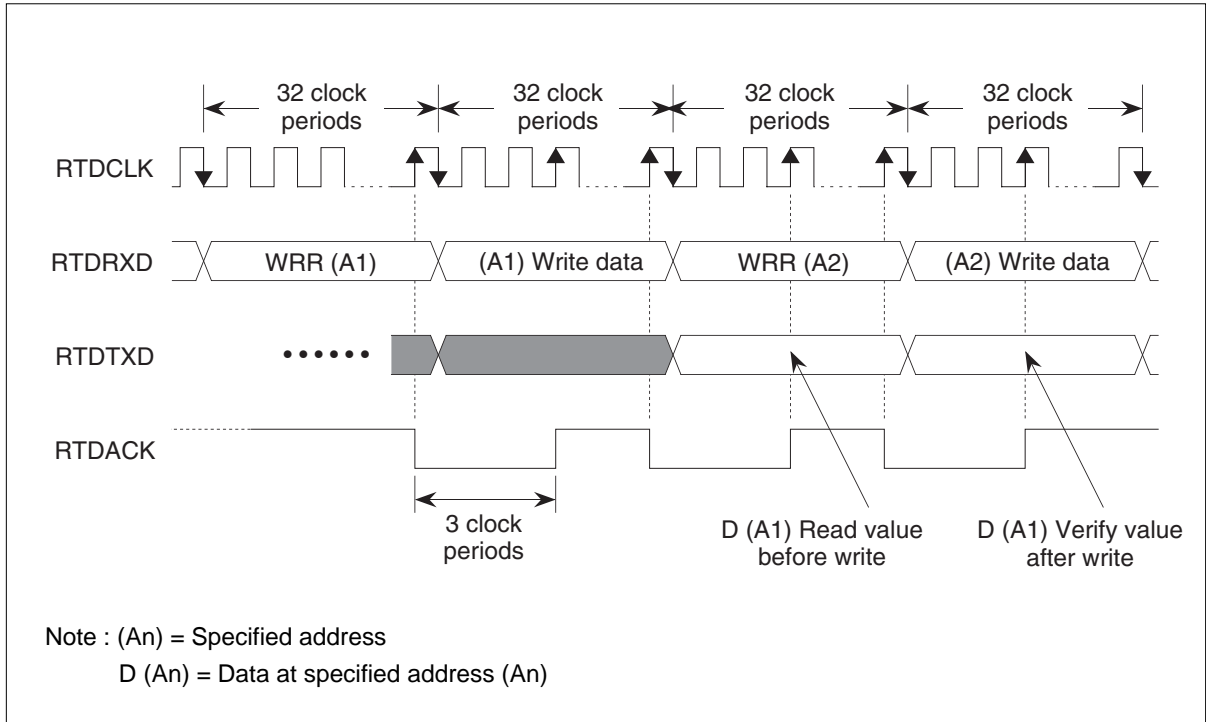 32 clock
periods
32 clock
periods
32 clock
periods
32 clock
periods
RTDCLK
RTDRXD
WRR (A1)
(A1) Write data
WRR (A2)
(A2) Write data
RTDTXD
RTDACK
3 clock
periods
D (A1) Read value
before write
D (A1) Verify value
after write
Note : (An) = Specified address
D (An) = Data at specified address (An)